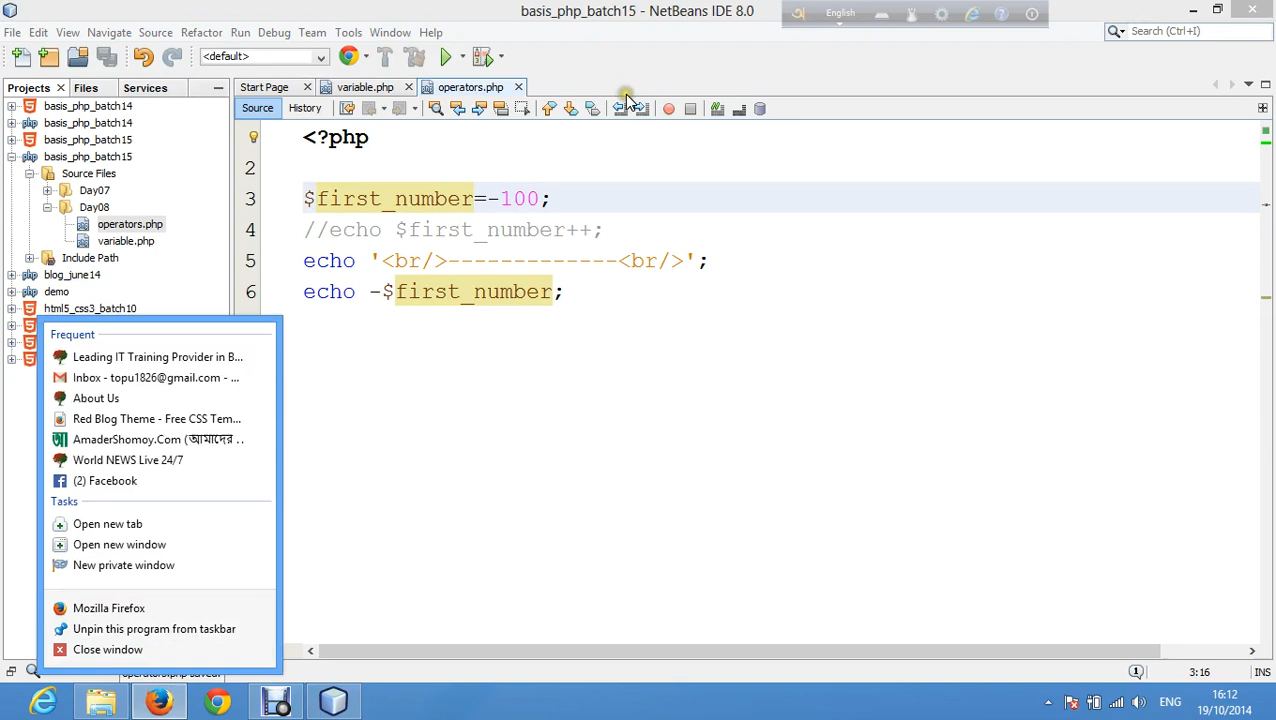 basis_php_batch15 - NetBeans IDE 8.0
English
File Edit View Navigate Source Refactor Run Debug Team Tools Window Help
Search (Ctrl+I)
<default>
Projects Files Services
Start Page variable.php operators.php
Source History
basis_php_batch14
basis_php_batch14
basis_php_batch15
basis_php_batch15
Source Files
Day07
Day08
operators.php
variable.php
Include Path
blog_june14
demo
html5_css3_batch10
<?php
2
3 $first_number=-100;
4 //echo $first_number++;
5 echo '<br/>-------------<br/>';
6 echo -$first_number;
Frequent
Leading IT Training Provider in B...
Inbox - topu1826@gmail.com - ...
About Us
Red Blog Theme - Free CSS Tem...
AmaderShomoy.Com (আমাদের ..
World NEWS Live 24/7
(2) Facebook
Tasks
Open new tab
Open new window
New private window
Mozilla Firefox
Unpin this program from taskbar
Close window
operators.php saved.
1
3:16 INS
ENG
16:12
19/10/2014